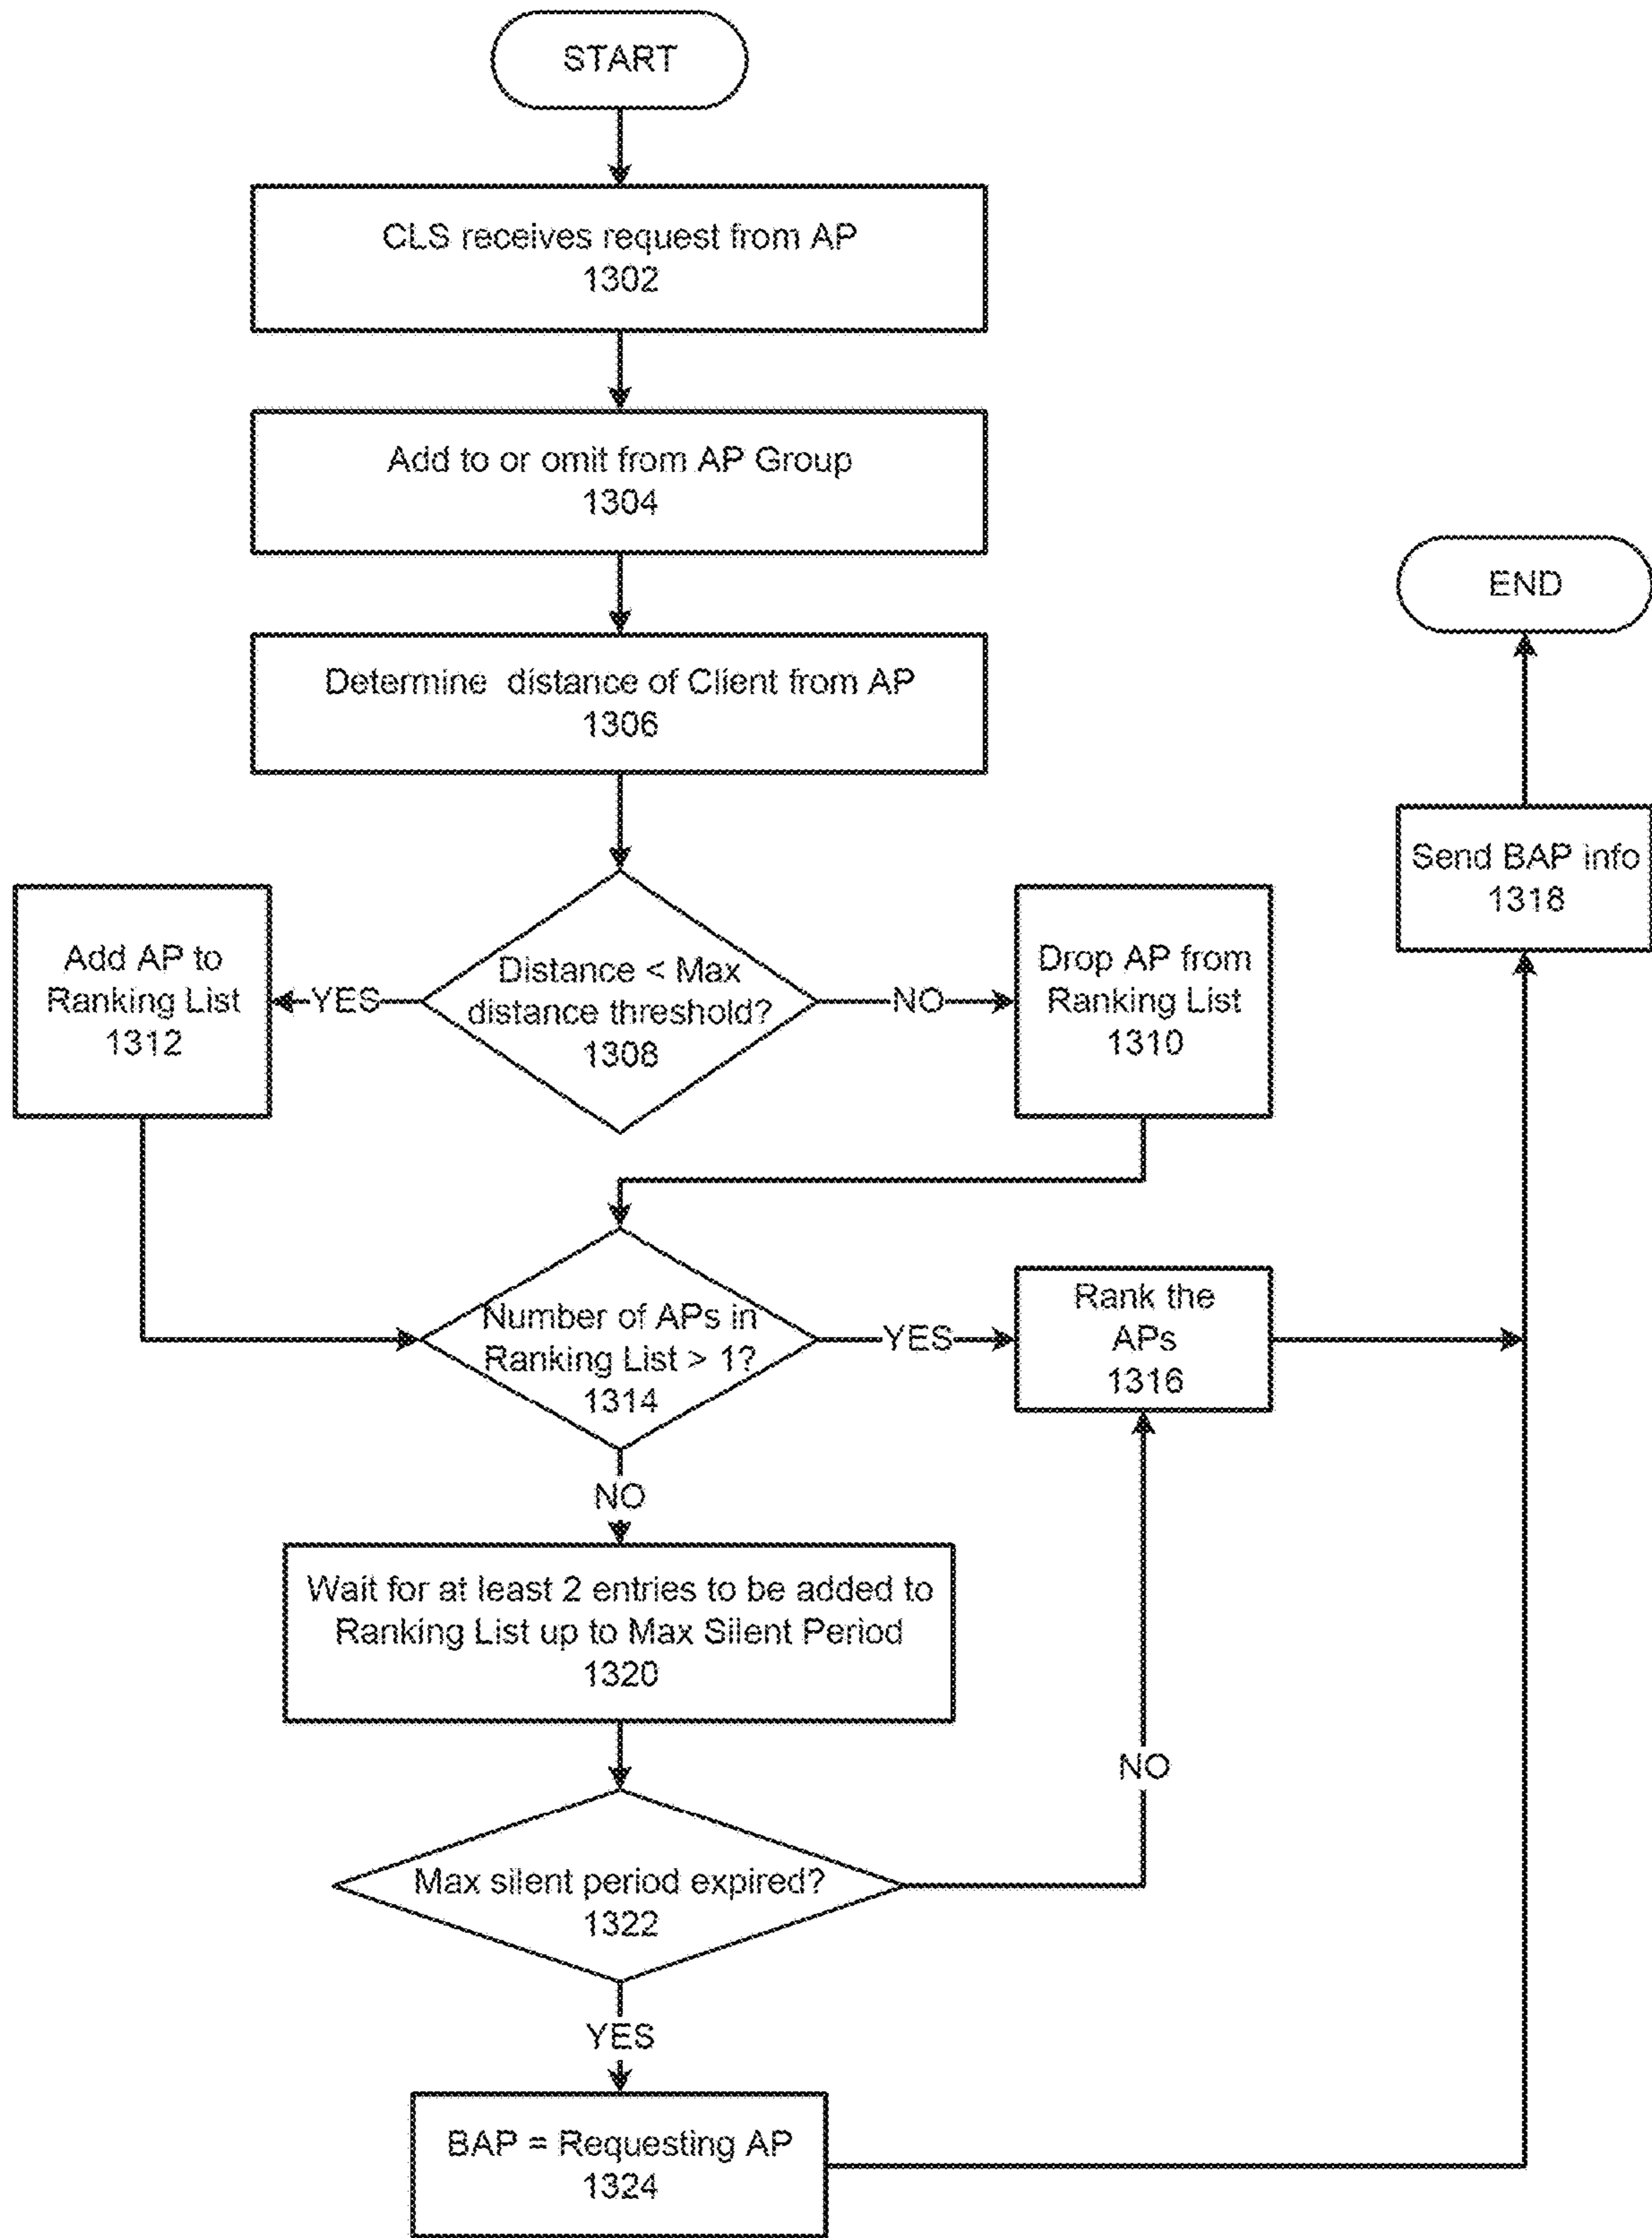 START
CLS receives request from AP
1302
Add to or omit from AP Group
1304
END
Determine distance of Client from AP
1306
Send BAP info
1318
Add AP to
Ranking List
1312
YES
Distance < Max
distance threshold?
1308
NO
Drop AP from
Ranking List
1310
Number of APs in
Ranking List > 1?
1314
YES
Rank the
APs
1316
NO
Wait for at least 2 entries to be added to
Ranking List up to Max Silent Period
1320
NO
Max silent period expired?
1322
YES
BAP = Requesting AP
1324